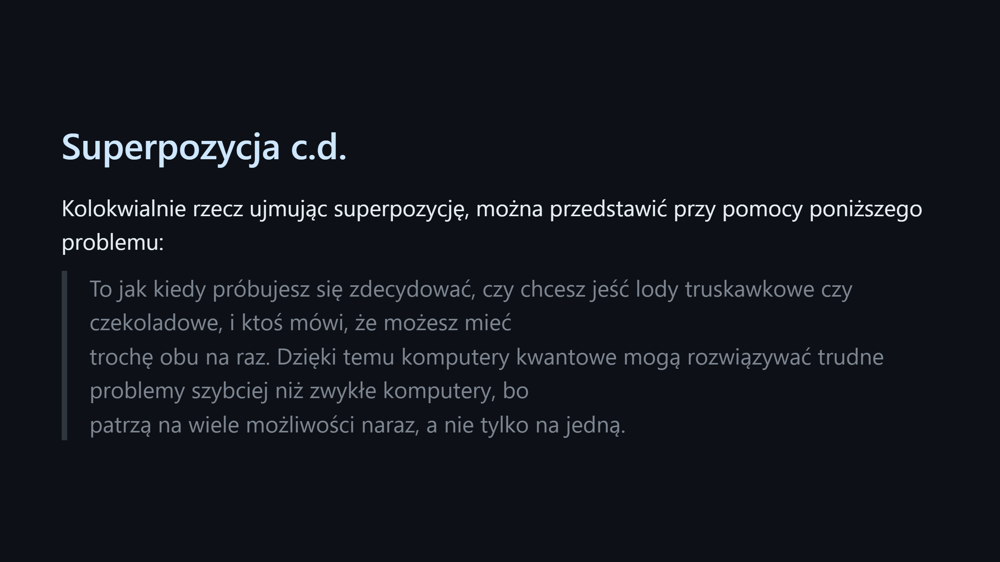 Superpozycja c.d.
Kolokwialnie rzecz ujmując superpozycję, można przedstawić przy pomocy poniższego
problemu:
To jak kiedy próbujesz się zdecydować, czy chcesz jeść lody truskawkowe czy
czekoladowe, i ktoś mówi, że możesz mieć
trochę obu na raz. Dzięki temu komputery kwantowe mogą rozwiązywać trudne
problemy szybciej niż zwykłe komputery, bo
patrzą na wiele możliwości naraz, a nie tylko na jedną.